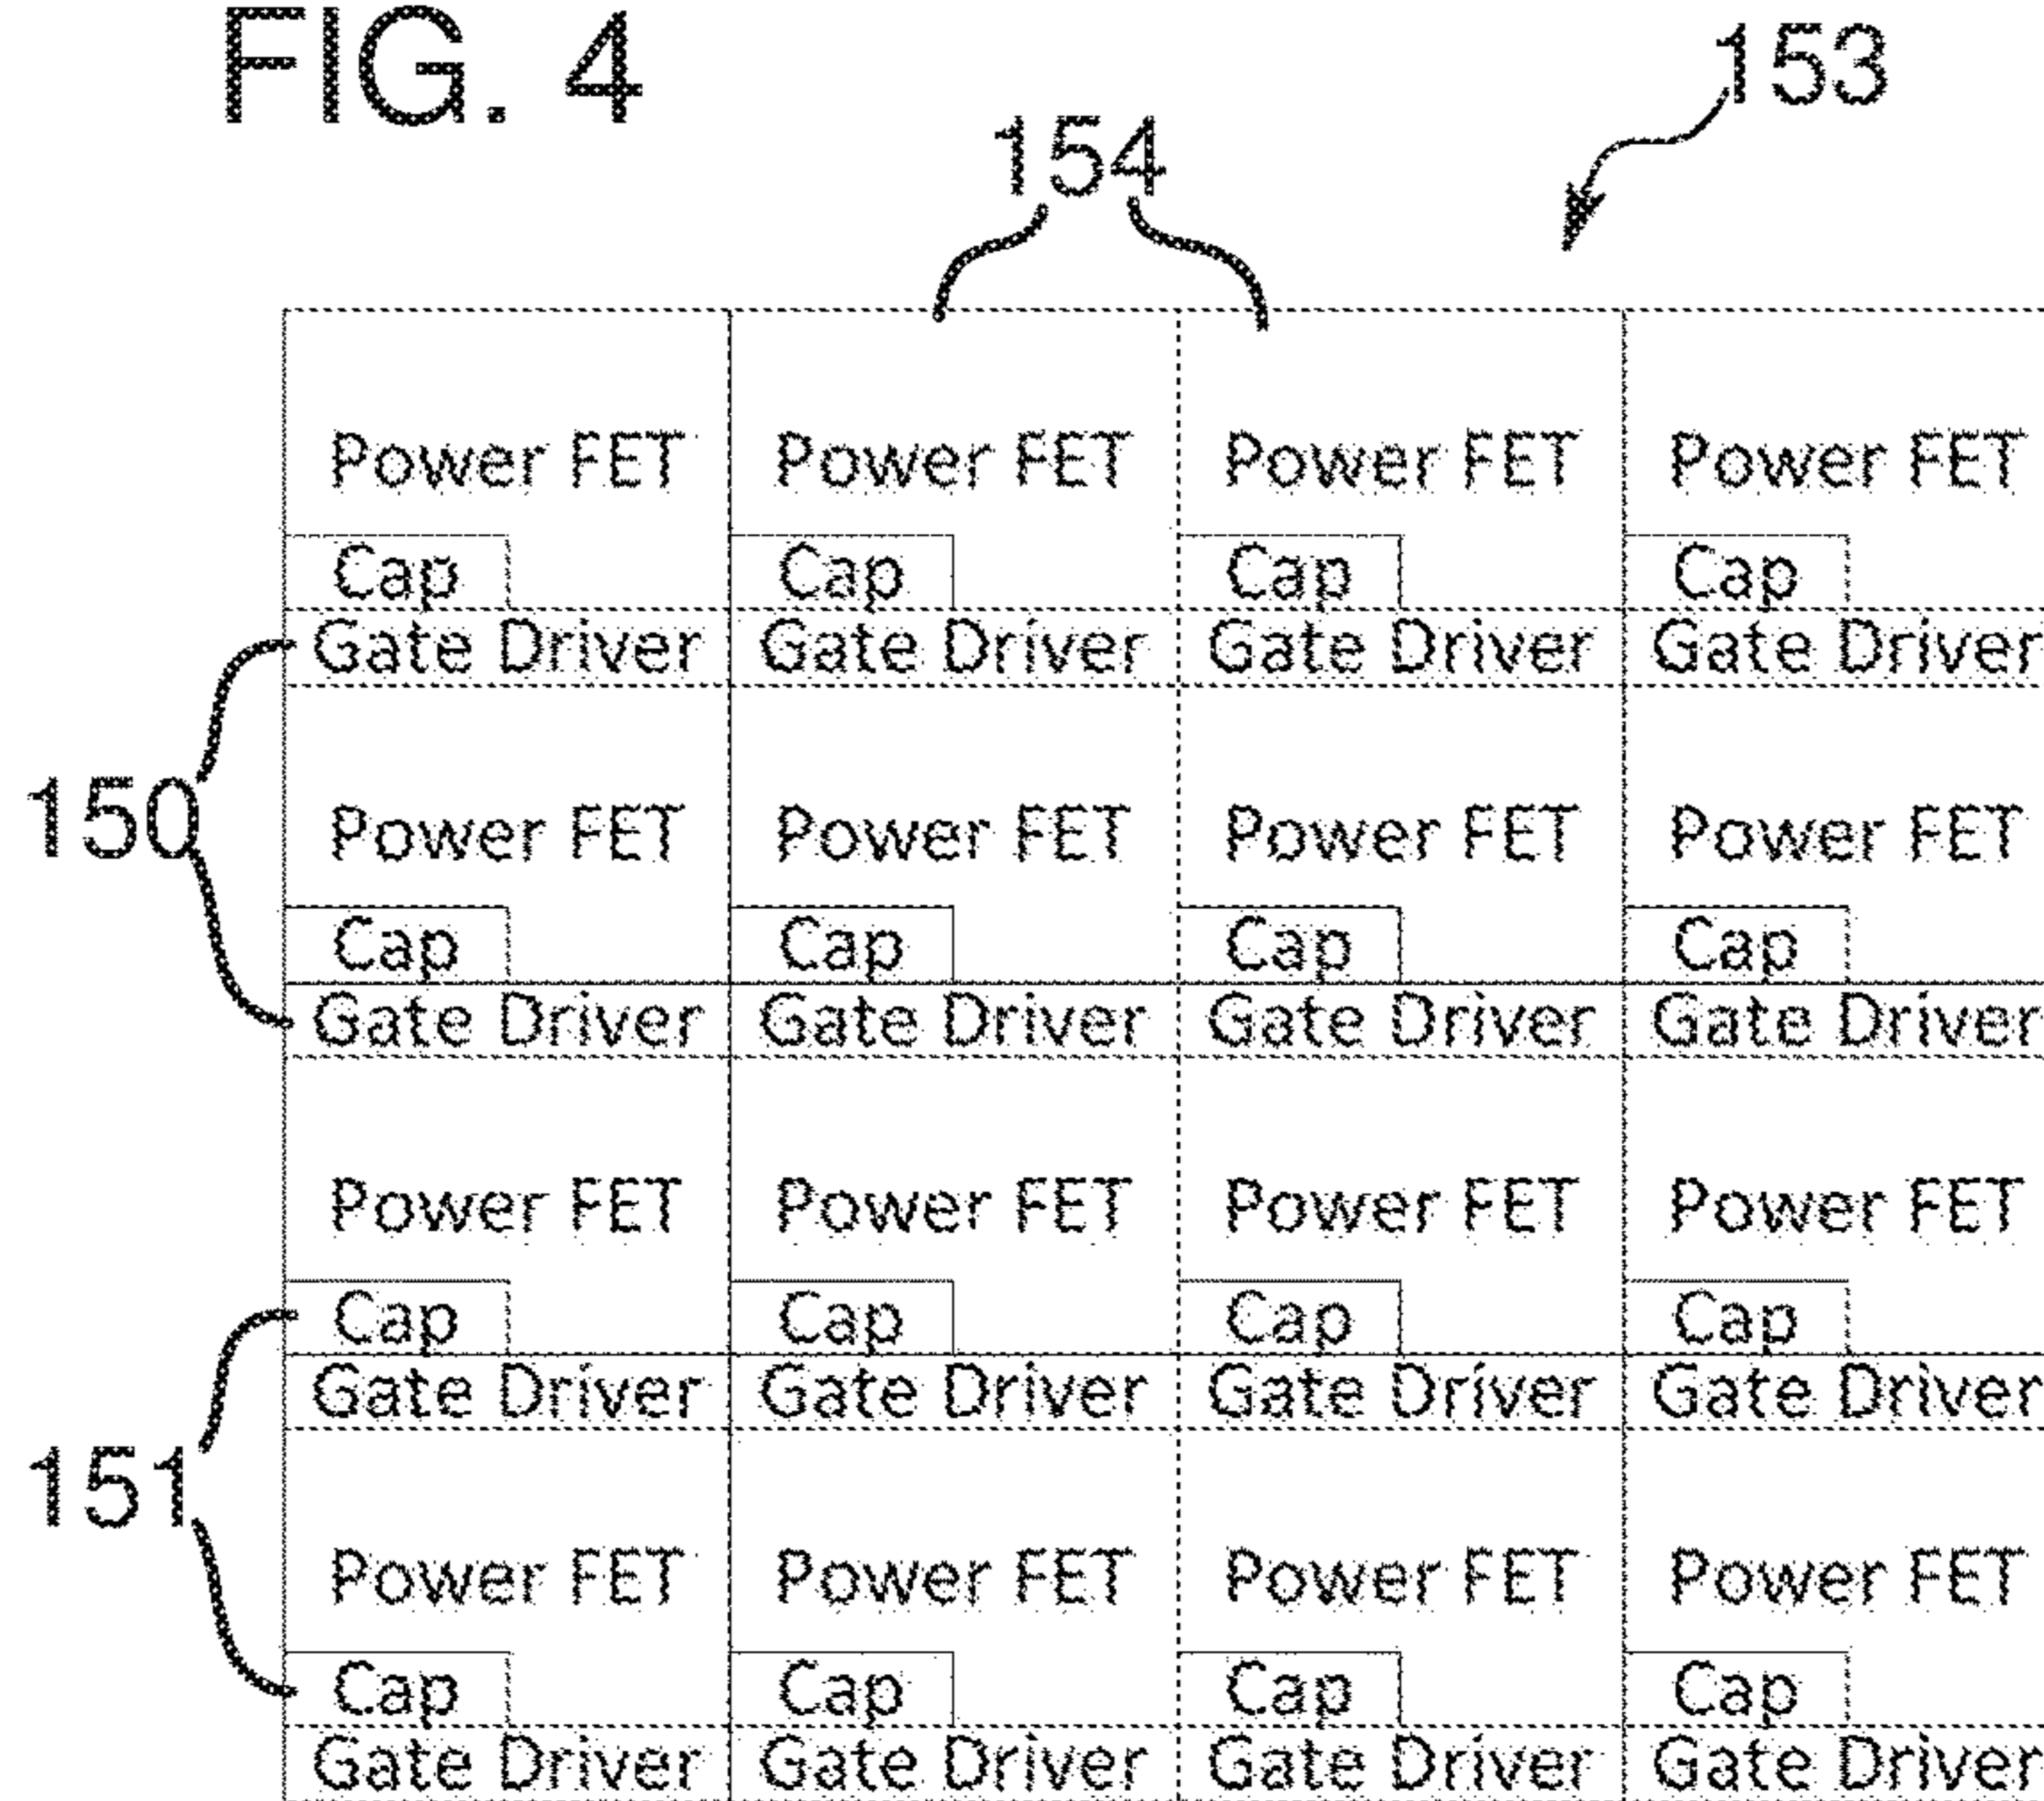 FIG. 4
153
154
Power FET Power FET Power FET Power FET
Cap Cap Cap Cap
Gate Driver Gate Driver Gate Driver Gate Driver
150
Power FET Power FET Power FET Power FET
Cap Cap Cap Cap
Gate Driver Gate Driver Gate Driver Gate Driver
Power FET Power FET Power FET Power FET
Cap Cap Cap Cap
Gate Driver Gate Driver Gate Driver Gate Driver
151
Power FET Power FET Power FET Power FET
Cap Cap Cap Cap
Gate Driver Gate Driver Gate Driver Gate Driver